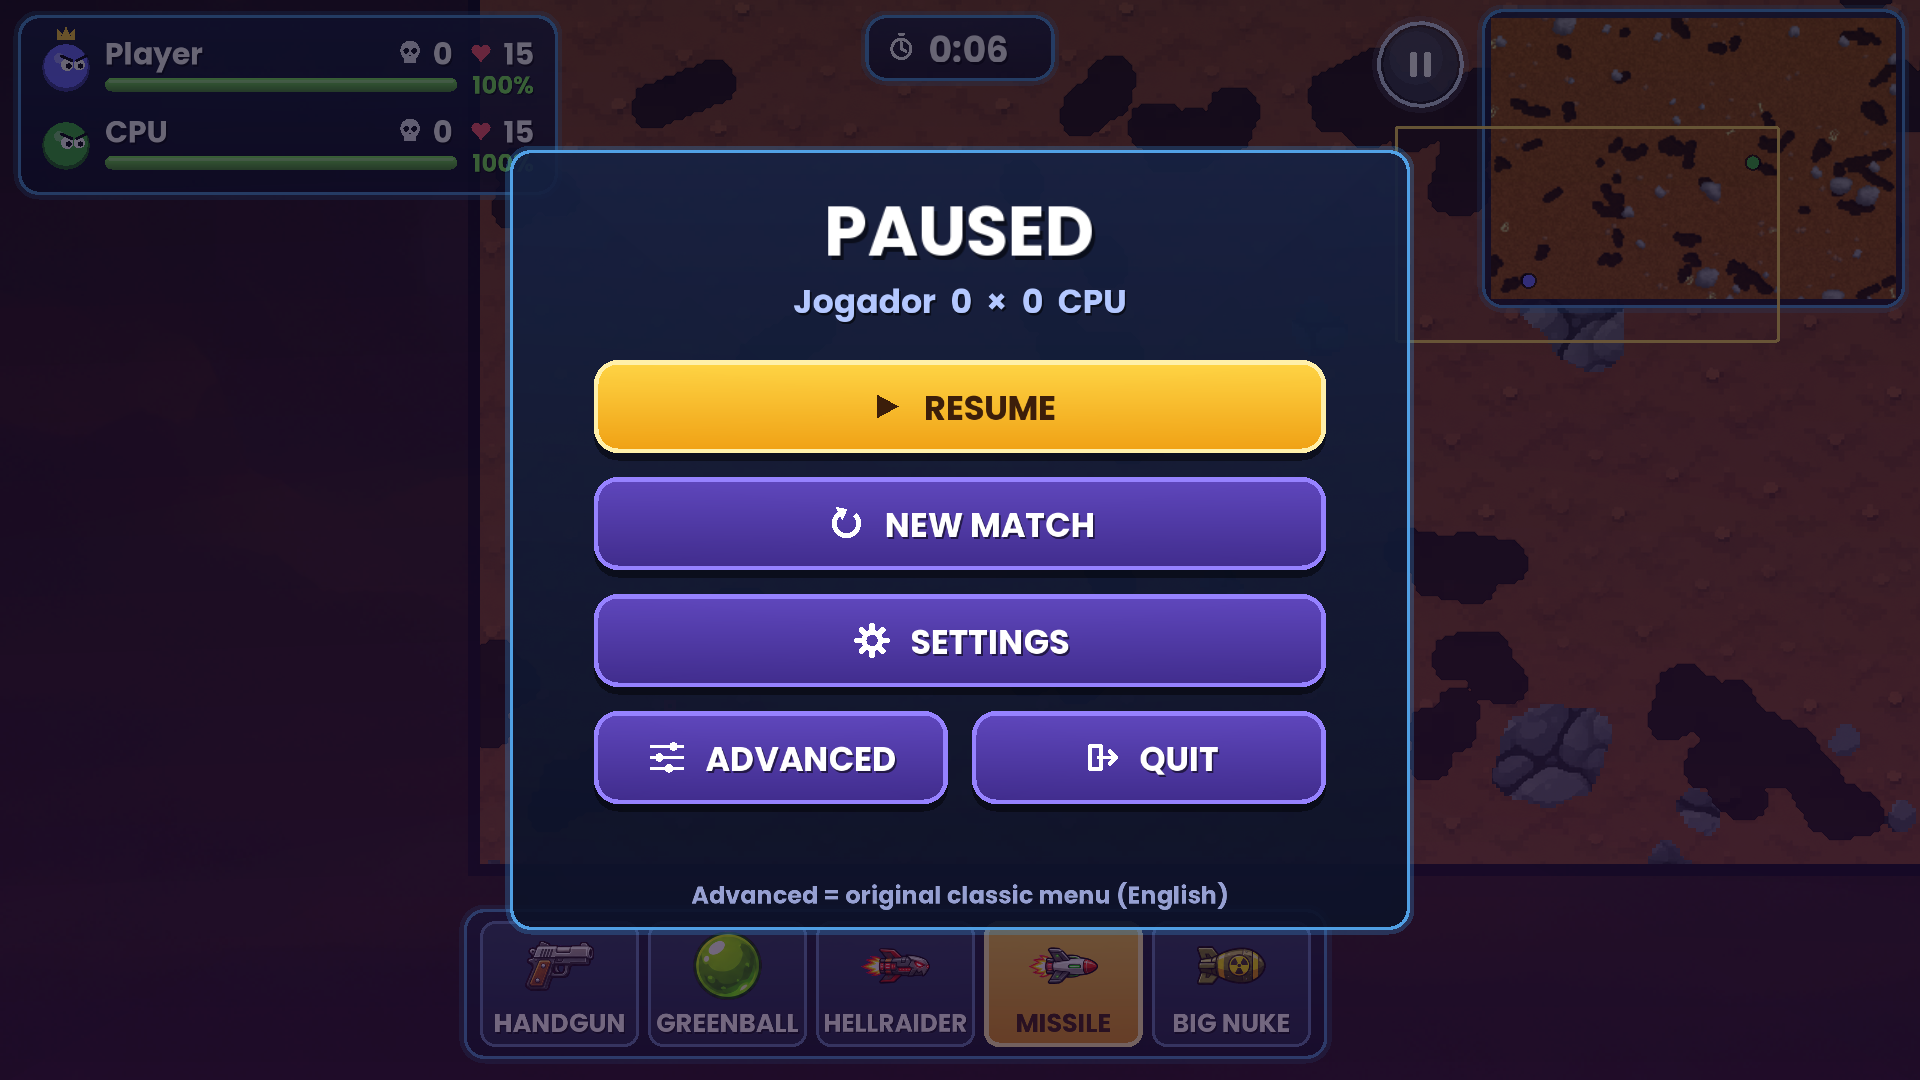 Player 0 15
100%
CPU 0 15
100
0:06
PAUSED
Jogador 0 × 0 CPU
RESUME
NEW MATCH
SETTINGS
ADVANCED
QUIT
Advanced = original classic menu (English)
HANDGUN
GREENBALL
HELLRAIDER
MISSILE
BIG NUKE